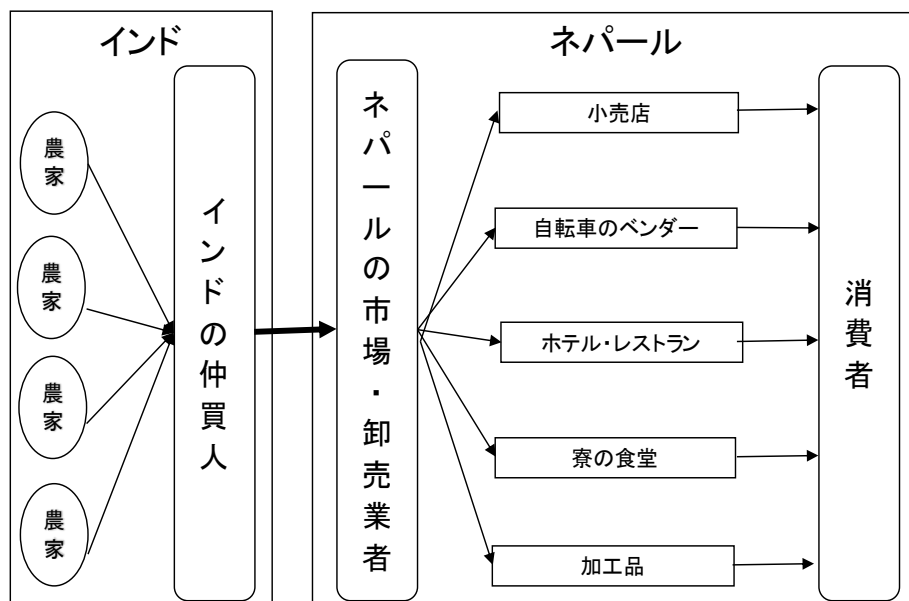 インド
農家
農家
農家
農家
インドの仲買人
ネパール
ネパールの市場・卸売業者
小売店
自転車のベンダー
ホテル・レストラン
寮の食堂
加工品
消費者